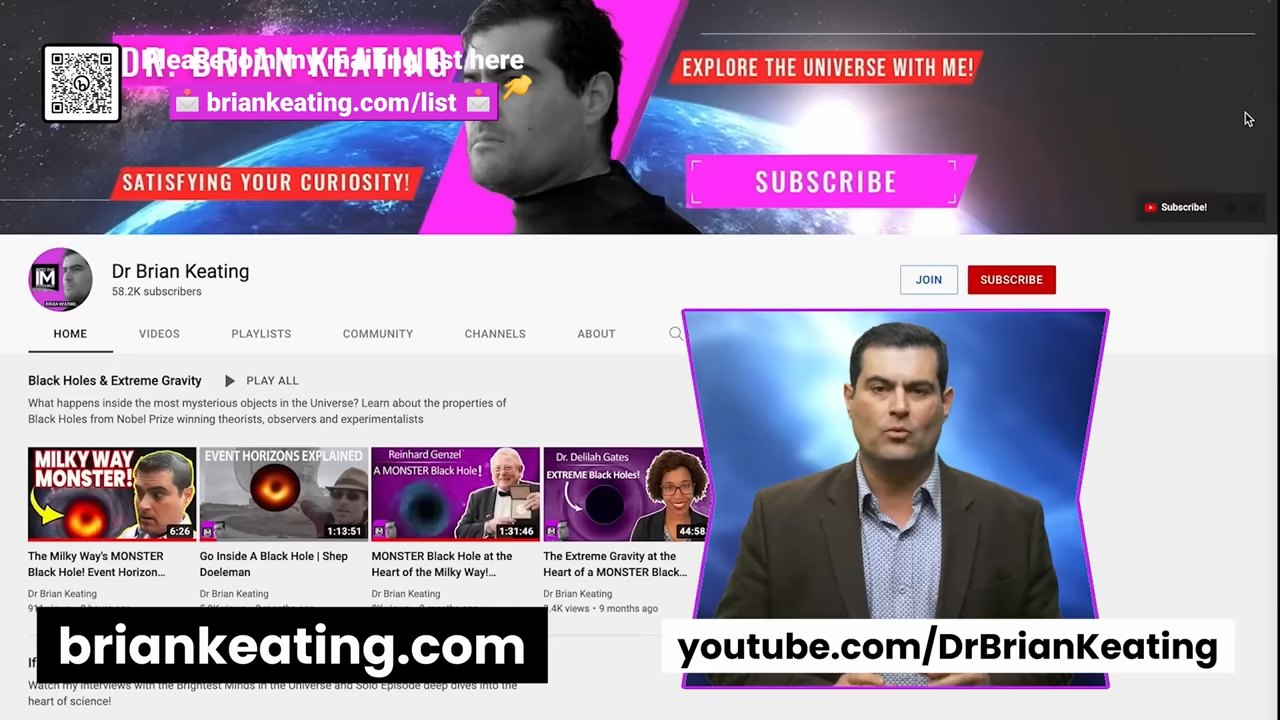 DR. BRIAN KEATING
Please join my mailing list here
briankeating.com/list
SATISFYING YOUR CURIOSITY!
EXPLORE THE UNIVERSE WITH ME!
SUBSCRIBE
Subscribe!
Dr Brian Keating
58.2K subscribers
JOIN
SUBSCRIBE
HOME
VIDEOS
PLAYLISTS
COMMUNITY
CHANNELS
ABOUT
Black Holes & Extreme Gravity
PLAY ALL
What happens inside the most mysterious objects in the Universe? Learn about the properties of
Black Holes from Nobel Prize winning theorists, observers and experimentalists
MILKY WAY
MONSTER!
6:26
EVENT HORIZONS EXPLAINED
1:13:51
Reinhard Genzel
A MONSTER Black Hole!
1:31:46
Dr. Delilah Gates
EXTREME Black Holes!
44:58
The Milky Way's MONSTER
Black Hole! Event Horizon...
Go Inside A Black Hole | Shep
Doeleman
MONSTER Black Hole at the
Heart of the Milky Way!...
The Extreme Gravity at the
Heart of a MONSTER Black...
Dr Brian Keating
Dr Brian Keating
Dr Brian Keating
Dr Brian Keating
views • 9 months ago
briankeating.com
youtube.com/DrBrianKeating
Watch my interviews with the Brightest Minds in the Universe and Solo Episode deep dives into the
heart of science!